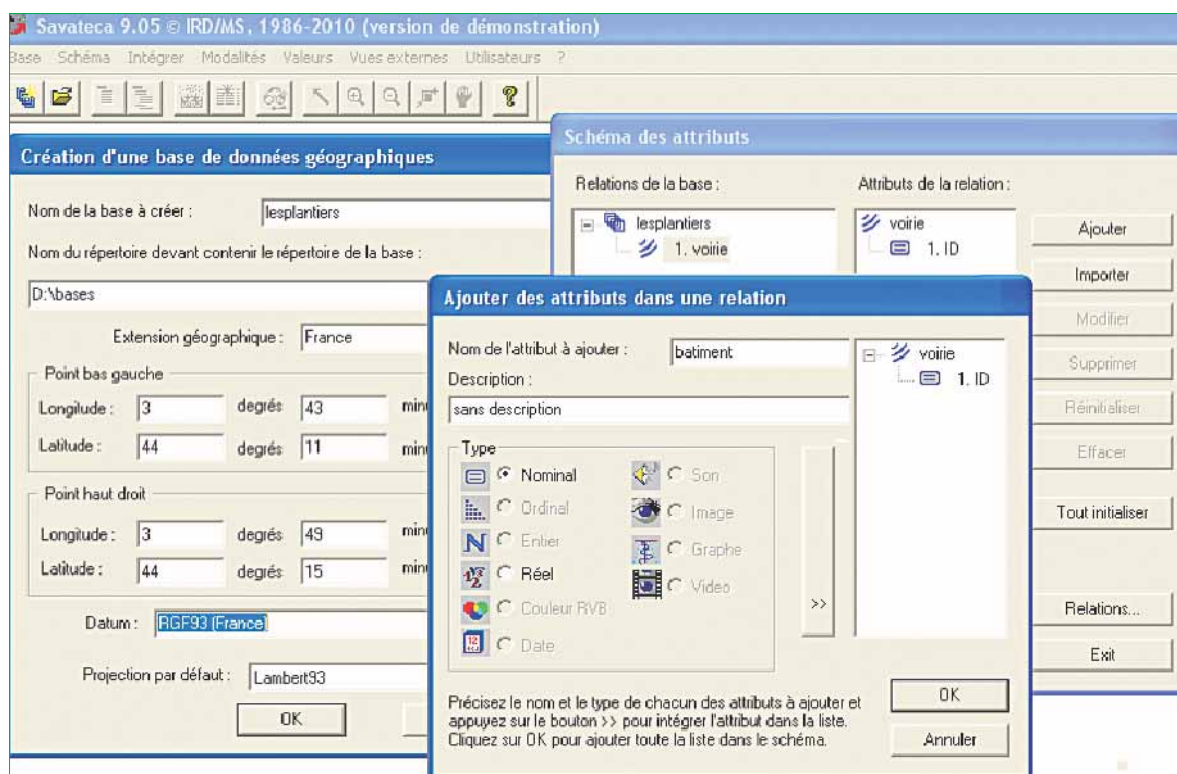 Savateca 9.05 © IRD/MS, 1986-2010 (version de démonstration)
Base Schéma Intégrer Modalités Valeurs Vues externes Utilisateurs ?
Création d'une base de données géographiques
Nom de la base à créer : lesplantiers
Nom du répertoire devant contenir le répertoire de la base :
D:\bases
Extension géographique : France
Point bas gauche
Longitude : 3 degrés 43
Latitude : 44 degrés 11
Point haut droit
Longitude : 3 degrés 49
Latitude : 44 degrés 15
Datum : RGF93 (France)
Projection par défaut : Lambert93
OK
Schéma des attributs
Relations de la base : Attributs de la relation :
lesplantiers
1. voirie
voirie
1. ID
Ajouter
Importer
Modifier
Supprimer
Réinitialiser
Effacer
Tout initialiser
Relations...
Exit
Ajouter des attributs dans une relation
Nom de l'attribut à ajouter : batiment
Description :
sans description
Type
Nominal
Ordinal
Entier
Réel
Couleur RVB
Date
Son
Image
Graphe
Video
>>
voirie
1. ID
Précisez le nom et le type de chacun des attributs à ajouter et
appuyez sur le bouton >> pour intégrer l'attribut dans la liste.
Cliquez sur OK pour ajouter toute la liste dans le schéma.
OK
Annuler